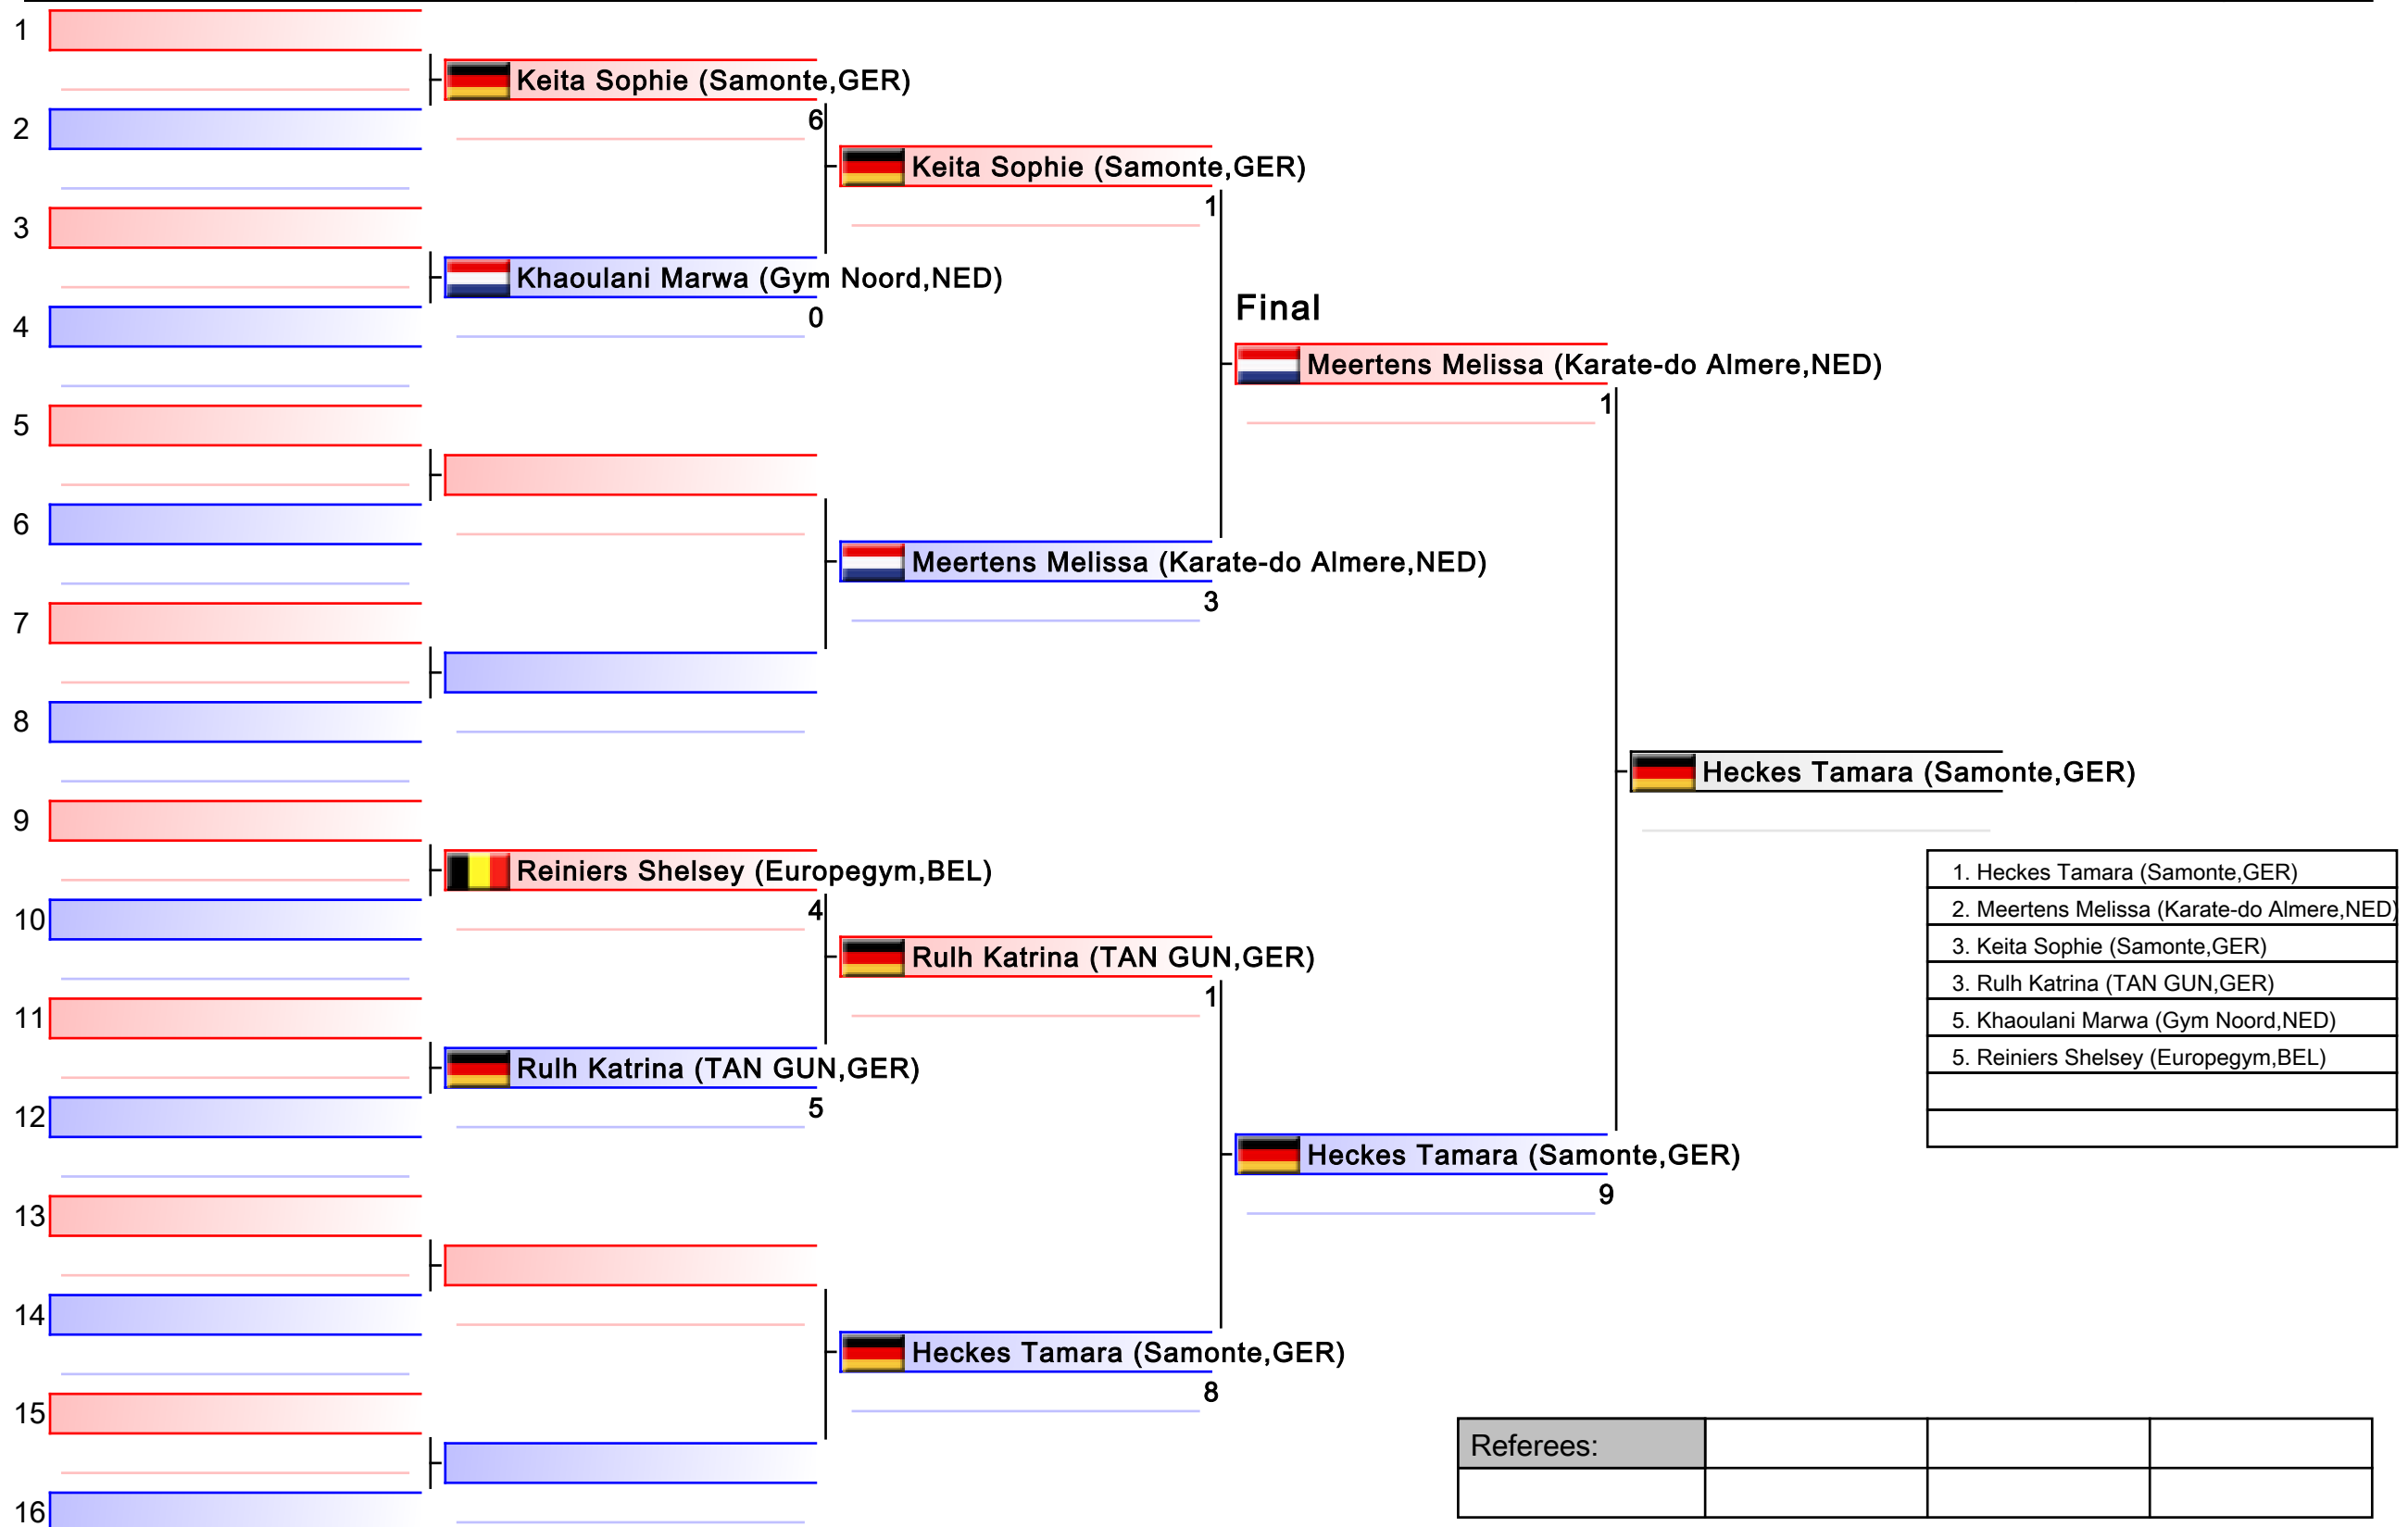 1
Keita Sophie (Samonte,GER)
6
2
Keita Sophie (Samonte,GER)
1
3
Khaoulani Marwa (Gym Noord,NED)
0
4
Final
Meertens Melissa (Karate-do Almere,NED)
1
5
6
Meertens Melissa (Karate-do Almere,NED)
3
7
8
Heckes Tamara (Samonte,GER)
9
Reiniers Shelsey (Europegym,BEL)
4
10
Rulh Katrina (TAN GUN,GER)
1
11
Rulh Katrina (TAN GUN,GER)
5
12
Heckes Tamara (Samonte,GER)
9
13
14
Heckes Tamara (Samonte,GER)
8
15
16
1. Heckes Tamara (Samonte,GER)
2. Meertens Melissa (Karate-do Almere,NED)
3. Keita Sophie (Samonte,GER)
3. Rulh Katrina (TAN GUN,GER)
5. Khaoulani Marwa (Gym Noord,NED)
5. Reiniers Shelsey (Europegym,BEL)
Referees: